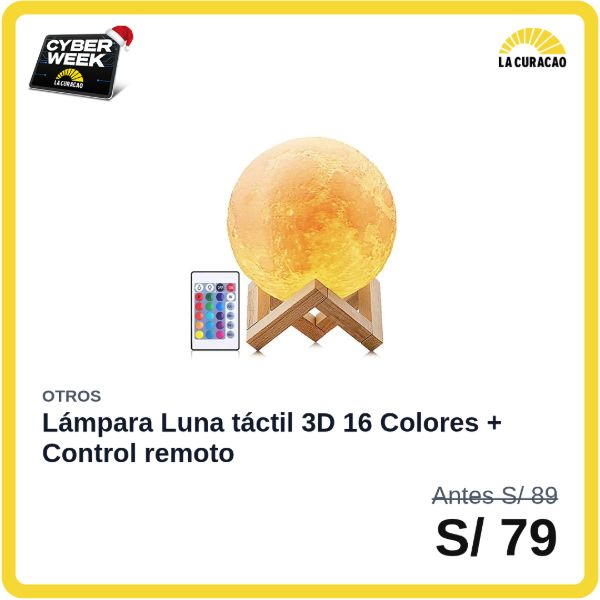 CYBER
WEEK
LA CURACAO
LA CURACAO
OTROS
Lámpara Luna táctil 3D 16 Colores +
Control remoto
Antes S/ 89
S/ 79